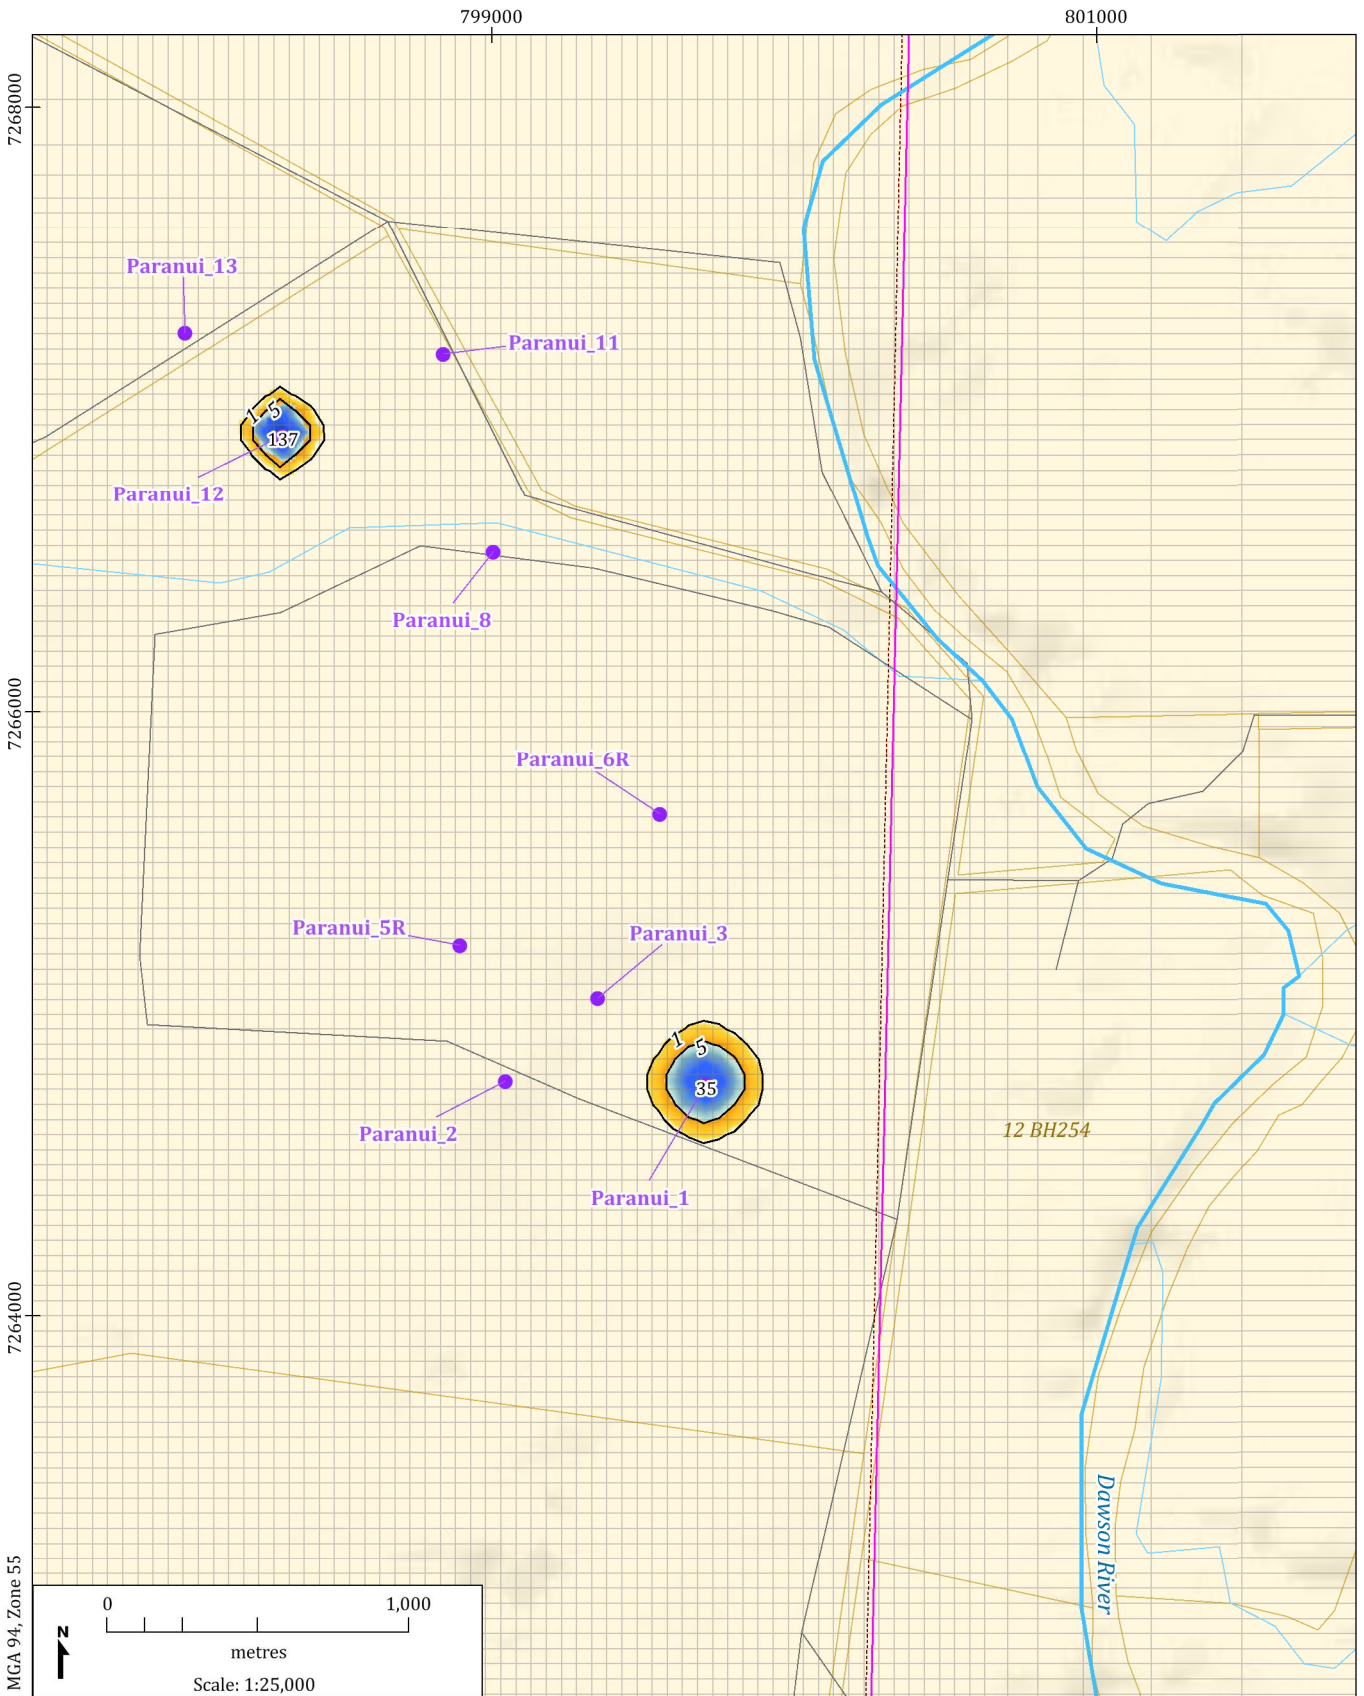 799000
801000
7268000
Paranui_13
Paranui_11
1
5
137
Paranui_12
Paranui_8
7266000
Paranui_6R
Paranui_5R
Paranui_3
1
5
35
Paranui_2
12 BH254
Paranui_1
7264000
Dawson River
MGA 94, Zone 55
0 1,000
N
metres
Scale: 1:25,000